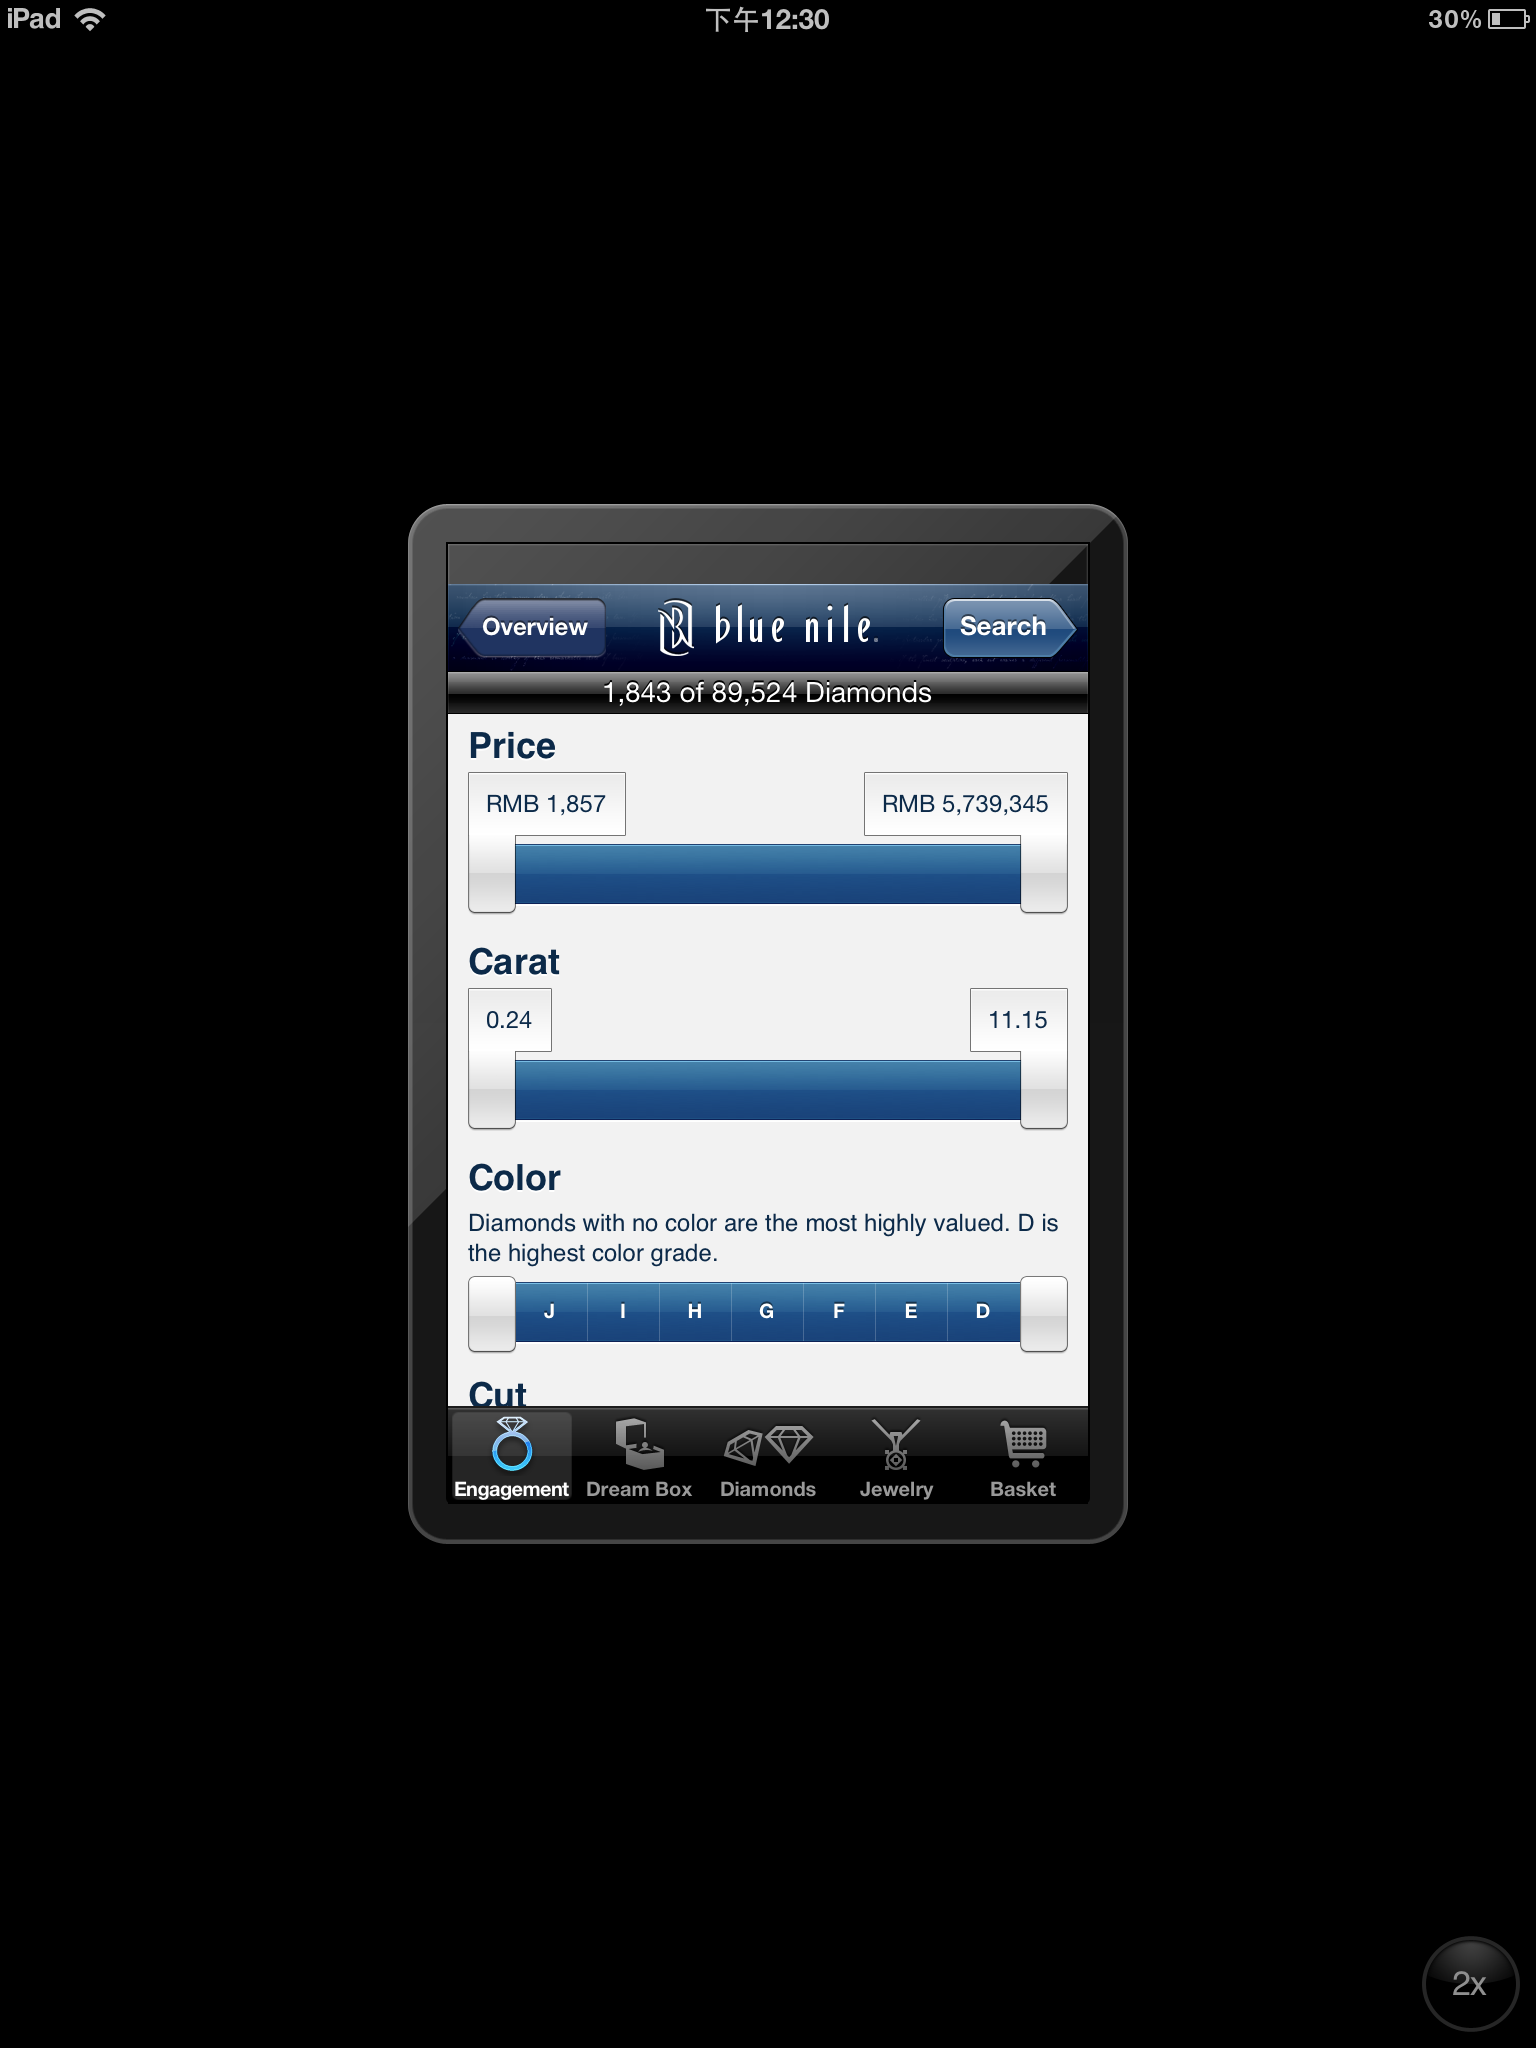 iPad 下午12:30 30%
Overview blue nile. Search
1,843 of 89,524 Diamonds
Price
RMB 1,857 RMB 5,739,345
Carat
0.24 11.15
Color
Diamonds with no color are the most highly valued. D is
the highest color grade.
J I H G F E D
Cut
Engagement Dream Box Diamonds Jewelry Basket
2x